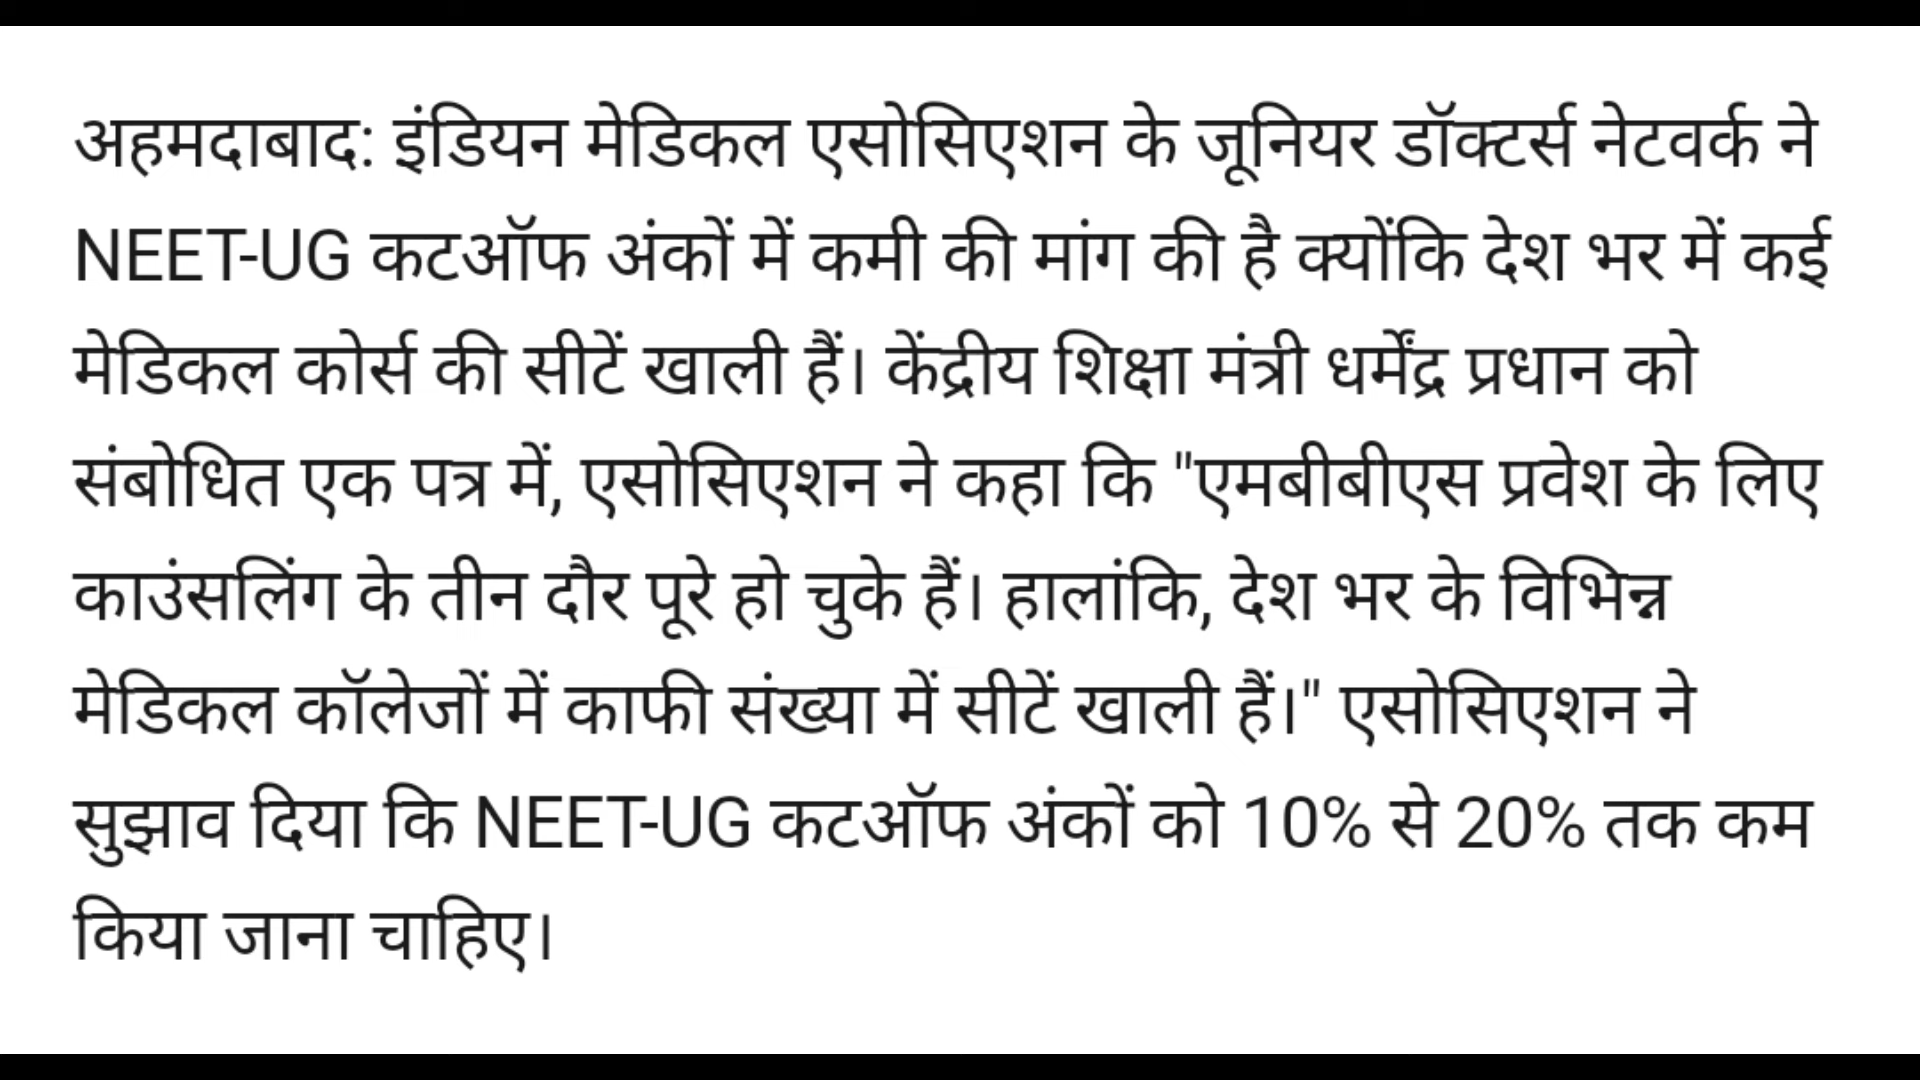 अहमदाबाद: इंडियन मेडिकल एसोसिएशन के जूनियर डॉक्टर्स नेटवर्क ने
NEET-UG कटऑफ अंकों में कमी की मांग की है क्योंकि देश भर में कई
मेडिकल कोर्स की सीटें खाली हैं। केंद्रीय शिक्षा मंत्री धर्मेंद्र प्रधान को
संबोधित एक पत्र में, एसोसिएशन ने कहा कि "एमबीबीएस प्रवेश के लिए
काउंसलिंग के तीन दौर पूरे हो चुके हैं। हालांकि, देश भर के विभिन्न
मेडिकल कॉलेजों में काफी संख्या में सीटें खाली हैं।" एसोसिएशन ने
सुझाव दिया कि NEET-UG कटऑफ अंकों को 10% से 20% तक कम
किया जाना चाहिए।